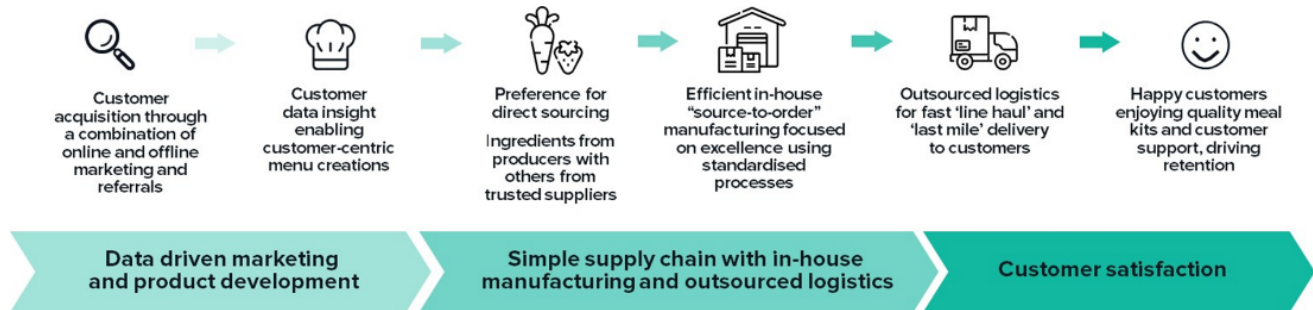 Customer
acquisition through
a combination of
online and offline
marketing and
referrals
Customer
data insight
enabling
customer-centric
menu creations
Preference for
direct sourcing
Ingredients from
producers with
others from
trusted suppliers
Efficient in-house
“source-to-order”
manufacturing focused
on excellence using
standardised
processes
Outsourced logistics
for fast ‘line haul’ and
‘last mile’ delivery
to customers
Happy customers
enjoying quality meal
kits and customer
support, driving
retention
Data driven marketing
and product development
Simple supply chain with in-house
manufacturing and outsourced logistics
Customer satisfaction